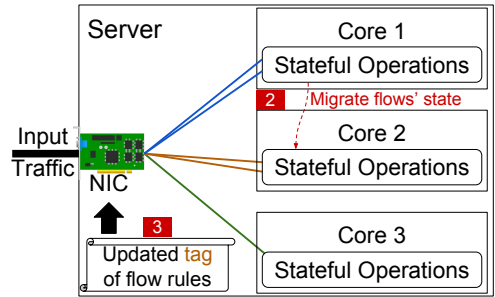 Server
Core 1
Stateful Operations
2 Migrate flows' state
Core 2
Stateful Operations
Input
Traffic
NIC
3
Updated tag
of flow rules
Core 3
Stateful Operations